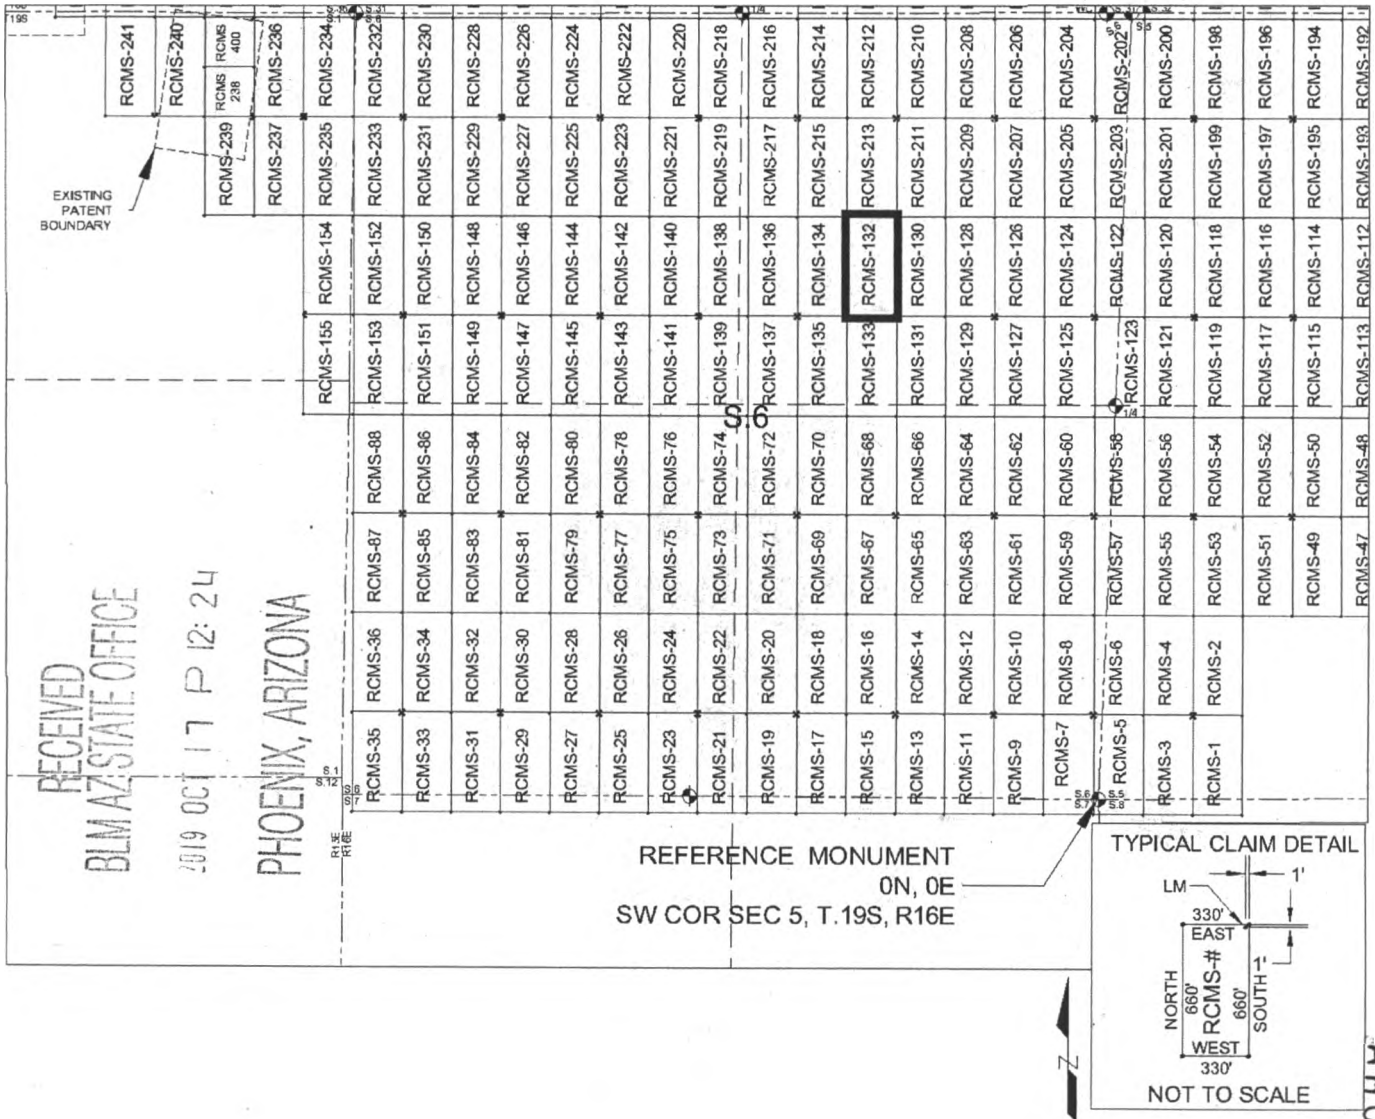 T19S
S.1
S.6
1/4
S.6
S.5
RCMS-241
RCMS-240
RCMS
400
RCMS
238
RCMS-236
RCMS-234
RCMS-232
RCMS-230
RCMS-228
RCMS-226
RCMS-224
RCMS-222
RCMS-220
RCMS-218
RCMS-216
RCMS-214
RCMS-212
RCMS-210
RCMS-208
RCMS-206
RCMS-204
RCMS-202
RCMS-200
RCMS-198
RCMS-196
RCMS-194
RCMS-192
RCMS-239
RCMS-237
RCMS-235
RCMS-233
RCMS-231
RCMS-229
RCMS-227
RCMS-225
RCMS-223
RCMS-221
RCMS-219
RCMS-217
RCMS-215
RCMS-213
RCMS-211
RCMS-209
RCMS-207
RCMS-205
RCMS-203
RCMS-201
RCMS-199
RCMS-197
RCMS-195
RCMS-193
EXISTING
PATENT
BOUNDARY
RCMS-154
RCMS-152
RCMS-150
RCMS-148
RCMS-146
RCMS-144
RCMS-142
RCMS-140
RCMS-138
RCMS-136
RCMS-134
RCMS-132
RCMS-130
RCMS-128
RCMS-126
RCMS-124
RCMS-122
RCMS-120
RCMS-118
RCMS-116
RCMS-114
RCMS-112
RCMS-155
RCMS-153
RCMS-151
RCMS-149
RCMS-147
RCMS-145
RCMS-143
RCMS-141
RCMS-139
RCMS-137
RCMS-135
RCMS-133
RCMS-131
RCMS-129
RCMS-127
RCMS-125
RCMS-123
RCMS-121
RCMS-119
RCMS-117
RCMS-115
RCMS-113
1/4
S.6
RCMS-88
RCMS-86
RCMS-84
RCMS-82
RCMS-80
RCMS-78
RCMS-76
RCMS-74
RCMS-72
RCMS-70
RCMS-68
RCMS-66
RCMS-64
RCMS-62
RCMS-60
RCMS-58
RCMS-56
RCMS-54
RCMS-52
RCMS-50
RCMS-48
RCMS-87
RCMS-85
RCMS-83
RCMS-81
RCMS-79
RCMS-77
RCMS-75
RCMS-73
RCMS-71
RCMS-69
RCMS-67
RCMS-65
RCMS-63
RCMS-61
RCMS-59
RCMS-57
RCMS-55
RCMS-53
RCMS-51
RCMS-49
RCMS-47
RCMS-36
RCMS-34
RCMS-32
RCMS-30
RCMS-28
RCMS-26
RCMS-24
RCMS-22
RCMS-20
RCMS-18
RCMS-16
RCMS-14
RCMS-12
RCMS-10
RCMS-8
RCMS-6
RCMS-4
RCMS-2
RCMS-35
RCMS-33
RCMS-31
RCMS-29
RCMS-27
RCMS-25
RCMS-23
RCMS-21
RCMS-19
RCMS-17
RCMS-15
RCMS-13
RCMS-11
RCMS-9
RCMS-7
RCMS-5
RCMS-3
RCMS-1
RECEIVED
BLM AZ STATE OFFICE
2019 OCT 17 P 12:24
PHOENIX, ARIZONA
S.1
S.12
S.6
S.7
R15E
R16E
S.6
S.7
S.5
S.8
REFERENCE MONUMENT
0N, 0E
SW COR SEC 5, T.19S, R16E
TYPICAL CLAIM DETAIL
LM
1'
330'
EAST
NORTH
660'
RCMS-#
660'
SOUTH
1'
WEST
330'
NOT TO SCALE
N